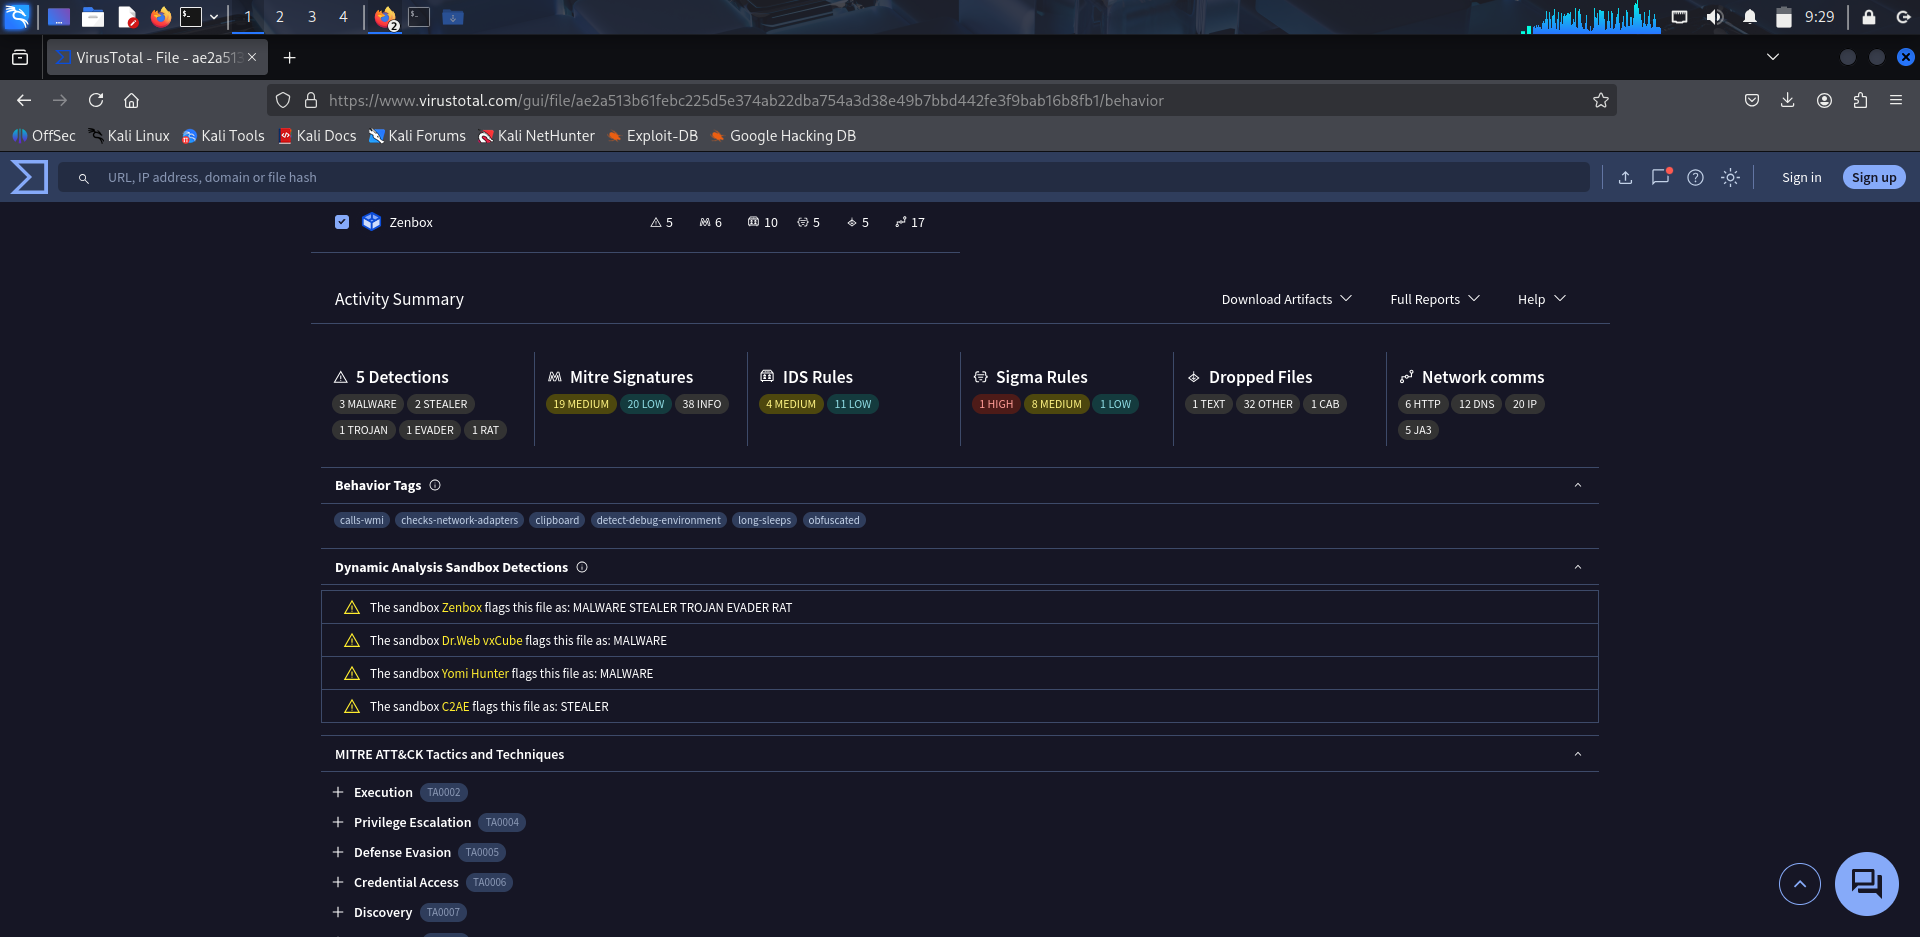 1 2 3 4 2 9:29
VirusTotal - File - ae2a513
https://www.virustotal.com/gui/file/ae2a513b61febc225d5e374ab22dba754a3d38e49b7bbd442fe3f9bab16b8fb1/behavior
OffSec Kali Linux Kali Tools Kali Docs Kali Forums Kali NetHunter Exploit-DB Google Hacking DB
URL, IP address, domain or file hash Sign in Sign up
Zenbox 5 6 10 5 5 17
Activity Summary Download Artifacts Full Reports Help
5 Detections Mitre Signatures IDS Rules Sigma Rules Dropped Files Network comms
3 MALWARE 2 STEALER 19 MEDIUM 20 LOW 38 INFO 4 MEDIUM 11 LOW 1 HIGH 8 MEDIUM 1 LOW 1 TEXT 32 OTHER 1 CAB 6 HTTP 12 DNS 20 IP
1 TROJAN 1 EVADER 1 RAT 5 JA3
Behavior Tags
calls-wmi checks-network-adapters clipboard detect-debug-environment long-sleeps obfuscated
Dynamic Analysis Sandbox Detections
The sandbox Zenbox flags this file as: MALWARE STEALER TROJAN EVADER RAT
The sandbox Dr.Web vxCube flags this file as: MALWARE
The sandbox Yomi Hunter flags this file as: MALWARE
The sandbox C2AE flags this file as: STEALER
MITRE ATT&CK Tactics and Techniques
Execution TA0002
Privilege Escalation TA0004
Defense Evasion TA0005
Credential Access TA0006
Discovery TA0007